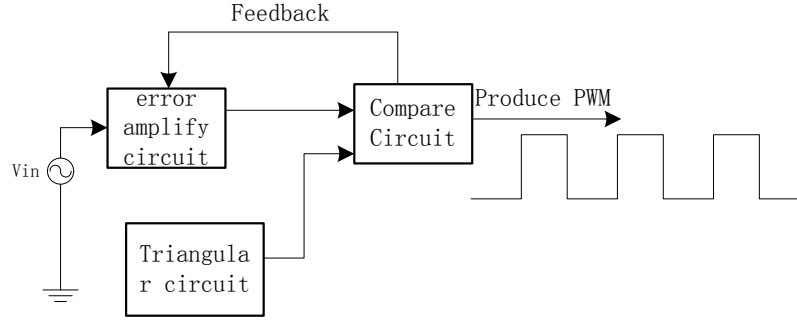 Feedback
error
amplify
circuit
Compare
Circuit
Produce PWM
Vin
Triangula
r circuit